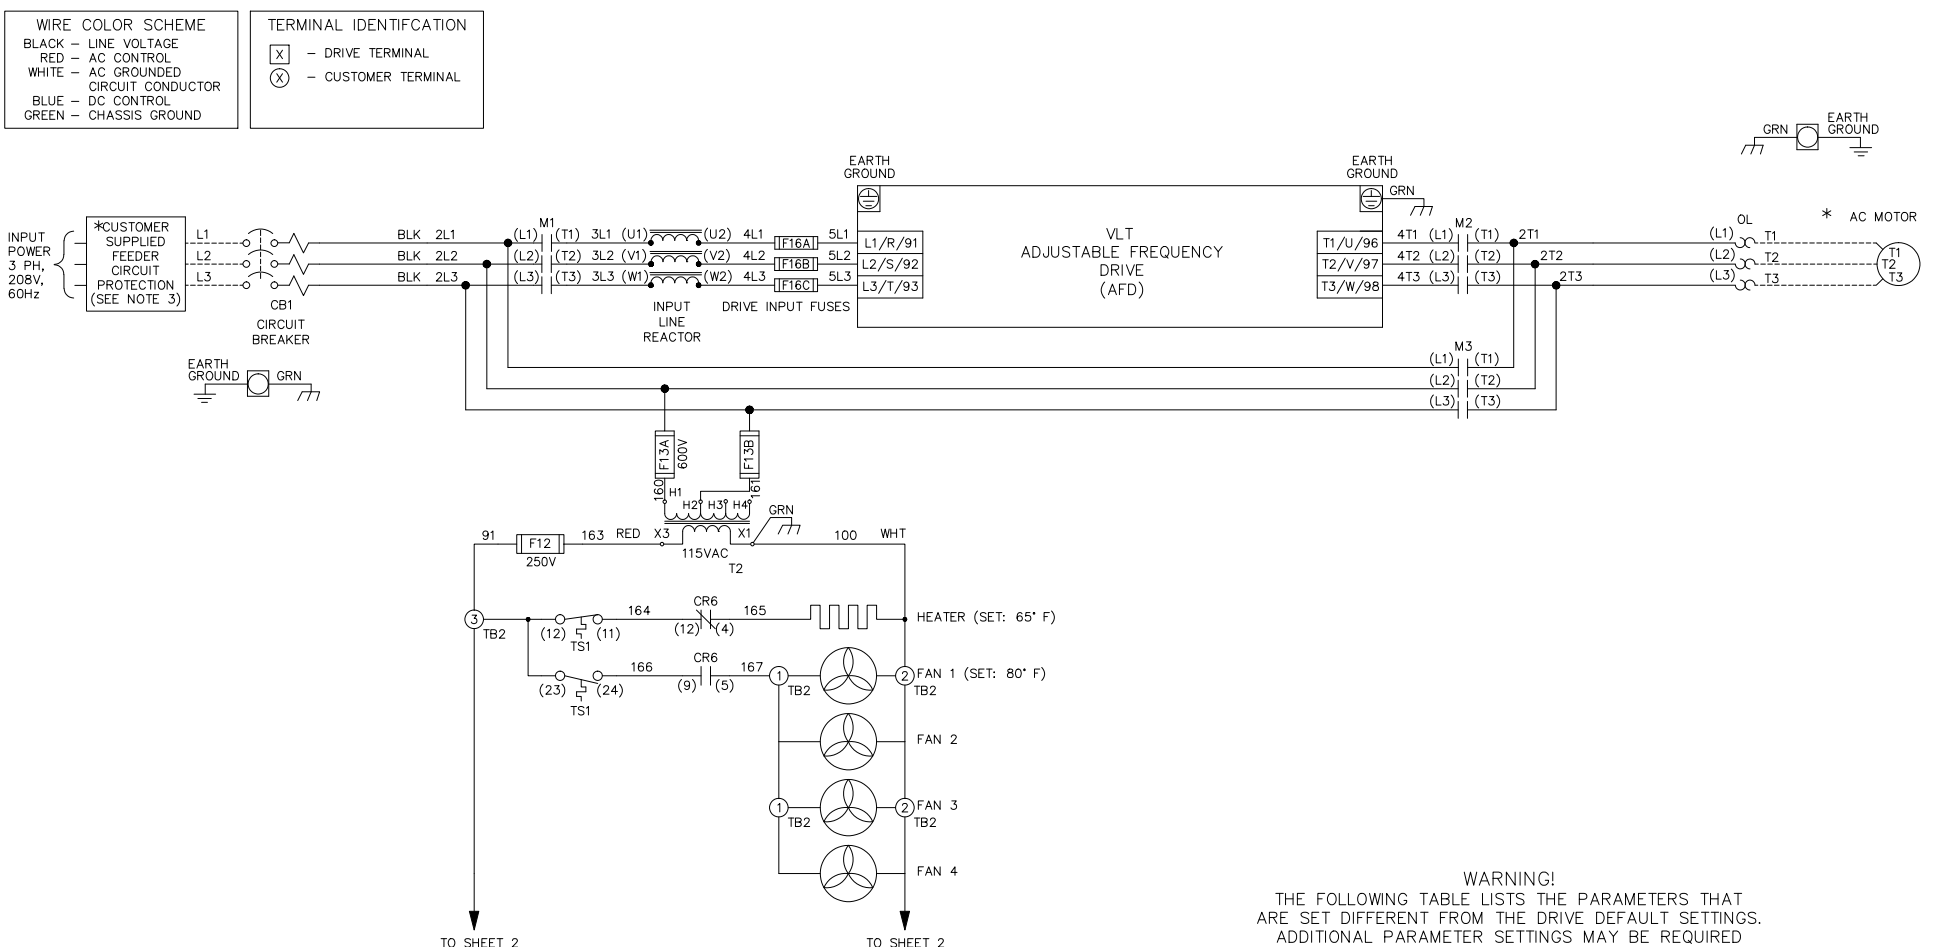 WIRE COLOR SCHEME
BLACK – LINE VOLTAGE
RED – AC CONTROL
WHITE – AC GROUNDED
CIRCUIT CONDUCTOR
BLUE – DC CONTROL
GREEN – CHASSIS GROUND
TERMINAL IDENTIFCATION
X – DRIVE TERMINAL
X – CUSTOMER TERMINAL
GRN
EARTH
GROUND
INPUT
POWER
3 PH,
208V,
60Hz
*CUSTOMER
SUPPLIED
FEEDER
CIRCUIT
PROTECTION
(SEE NOTE 3)
L1
L2
L3
CB1
CIRCUIT
BREAKER
EARTH
GROUND
GRN
BLK 2L1
BLK 2L2
BLK 2L3
M1
(L1) (T1) 3L1 (U1) (U2) 4L1 F16A 5L1
(L2) (T2) 3L2 (V1) (V2) 4L2 F16B 5L2
(L3) (T3) 3L3 (W1) (W2) 4L3 F16C 5L3
INPUT
LINE
REACTOR
DRIVE INPUT FUSES
EARTH
GROUND
L1/R/91
L2/S/92
L3/T/93
VLT
ADJUSTABLE FREQUENCY
DRIVE
(AFD)
EARTH
GROUND
GRN
T1/U/96
T2/V/97
T3/W/98
M2
4T1 (L1) (T1) 2T1
4T2 (L2) (T2) 2T2
4T3 (L3) (T3) 2T3
OL
(L1) T1
(L2) T2
(L3) T3
* AC MOTOR
T1
T2
T3
M3
(L1) (T1)
(L2) (T2)
(L3) (T3)
F13A
600V
F13B
160
161
H1
H2 H3 H4
GRN
91 F12 163 RED X3 X1 100 WHT
250V
115VAC
T2
3
TB2
(12) (11)
TS1
164
CR6
(12) (4)
165
HEATER (SET: 65° F)
(23) (24)
TS1
166
CR6
(9) (5)
167
1
TB2
2
TB2
FAN 1 (SET: 80° F)
FAN 2
1
TB2
2
TB2
FAN 3
FAN 4
TO SHEET 2
TO SHEET 2
WARNING!
THE FOLLOWING TABLE LISTS THE PARAMETERS THAT
ARE SET DIFFERENT FROM THE DRIVE DEFAULT SETTINGS.
ADDITIONAL PARAMETER SETTINGS MAY BE REQUIRED